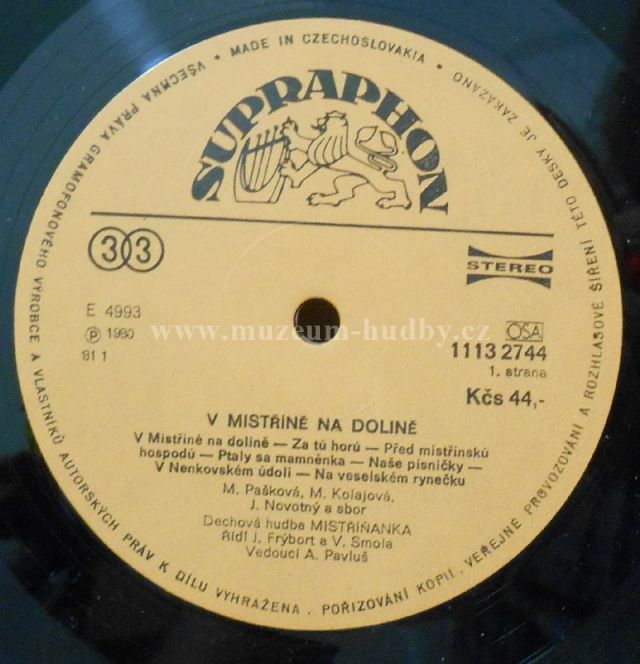 • MADE IN CZECHOSLOVAKIA •
VŠECHNA PRÁVA GRAMOFONOVÉHO VÝROBCE A VLASTNÍKŮ AUTORSKÝCH PRÁV K DÍLU VYHRAŽENA . POŘIZOVÁNÍ KOPIÍ, VEŘEJNÉ PROVOZOVÁNÍ A ROZHLASOVÉ ŠÍŘENÍ TÉTO DESKY JE ZAKÁZÁNO
SUPRAPHON
33
STEREO
E 4993
Ⓟ 1980
81 1
www.muzeum-hudby.cz
OSA
1113 2744
1. strana
Kčs 44,-
V MISTŘÍNĚ NA DOLINĚ
V Mistříně na dolině — Za tú horú — Před místřínskú
hospodú — Ptaly sa mamněnka — Naše písničky —
V Nenkovském údolí — Na veselském rynečku
M. Pašková, M. Kolajová,
J. Novotný a sbor
Dechová hudba MISTŘÍŇANKA
Řídí J. Frýbort a V. Smola
Vedoucí A. Pavluš